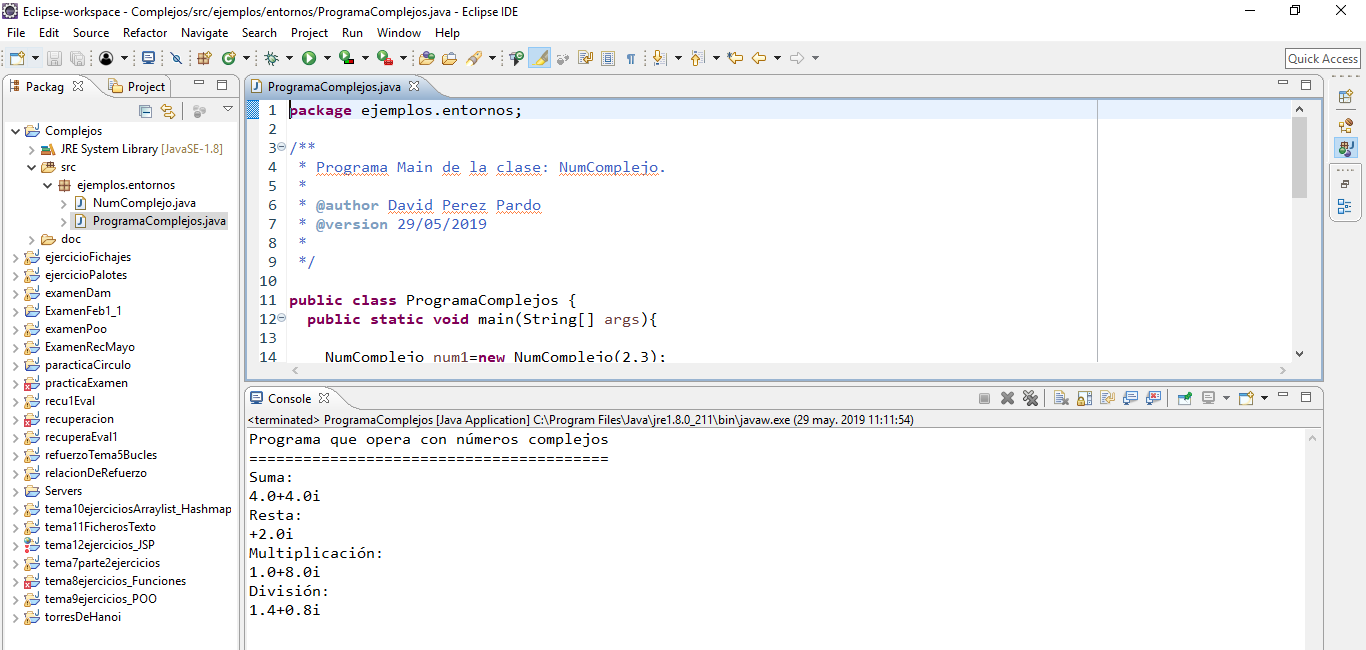 Eclipse-workspace - Complejos/src/ejemplos/entornos/ProgramaComplejos.java - Eclipse IDE
File Edit Source Refactor Navigate Search Project Run Window Help
Quick Access
Packag Project
Complejos
JRE System Library [JavaSE-1.8]
src
ejemplos.entornos
NumComplejo.java
ProgramaComplejos.java
doc
ejercicioFichajes
ejercicioPalotes
examenDam
ExamenFeb1_1
examenPoo
ExamenRecMayo
paracticaCirculo
practicaExamen
recu1Eval
recuperacion
recuperaEval1
refuerzoTema5Bucles
relacionDeRefuerzo
Servers
tema10ejerciciosArraylist_Hashmap
tema11FicherosTexto
tema12ejercicios_JSP
tema7parte2ejercicios
tema8ejercicios_Funciones
tema9ejercicios_POO
torresDeHanoi
ProgramaComplejos.java
1 package ejemplos.entornos;
2
3 /**
4 * Programa Main de la clase: NumComplejo.
5 *
6 * @author David Perez Pardo
7 * @version 29/05/2019
8 *
9 */
10
11 public class ProgramaComplejos {
12 public static void main(String[] args){
13
14 NumComplejo num1=new NumComplejo(2,3);
Console
<terminated> ProgramaComplejos [Java Application] C:\Program Files\Java\jre1.8.0_211\bin\javaw.exe (29 may. 2019 11:11:54)
Programa que opera con números complejos
========================================
Suma:
4.0+4.0i
Resta:
+2.0i
Multiplicación:
1.0+8.0i
División:
1.4+0.8i